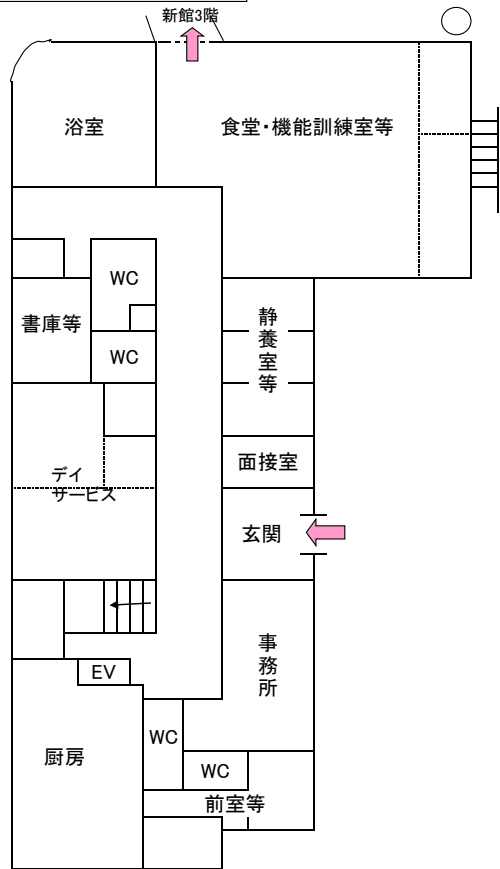 新館3階
浴室
食堂・機能訓練室等
WC
書庫等
WC
静養室等
面接室
デイ
サービス
玄関
事務所
EV
WC
厨房
WC
前室等